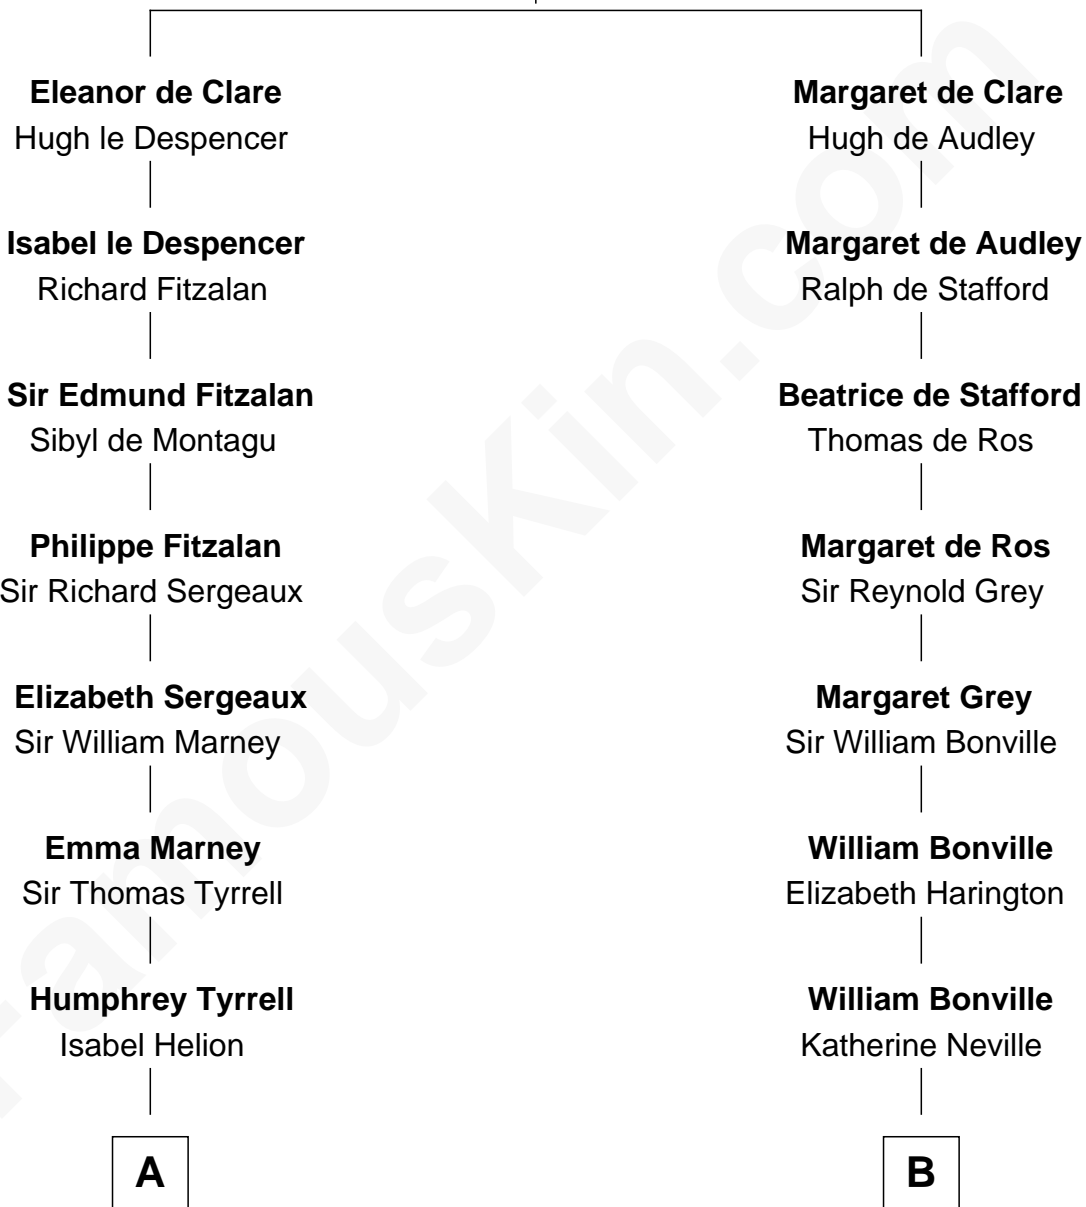 Eleanor de Clare
Hugh le Despencer
Isabel le Despencer
Richard Fitzalan
Sir Edmund Fitzalan
Sibyl de Montagu
Philippe Fitzalan
Sir Richard Sergeaux
Elizabeth Sergeaux
Sir William Marney
Emma Marney
Sir Thomas Tyrrell
Humphrey Tyrrell
Isabel Helion
A
Margaret de Clare
Hugh de Audley
Margaret de Audley
Ralph de Stafford
Beatrice de Stafford
Thomas de Ros
Margaret de Ros
Sir Reynold Grey
Margaret Grey
Sir William Bonville
William Bonville
Elizabeth Harington
William Bonville
Katherine Neville
B
FamousKin.com